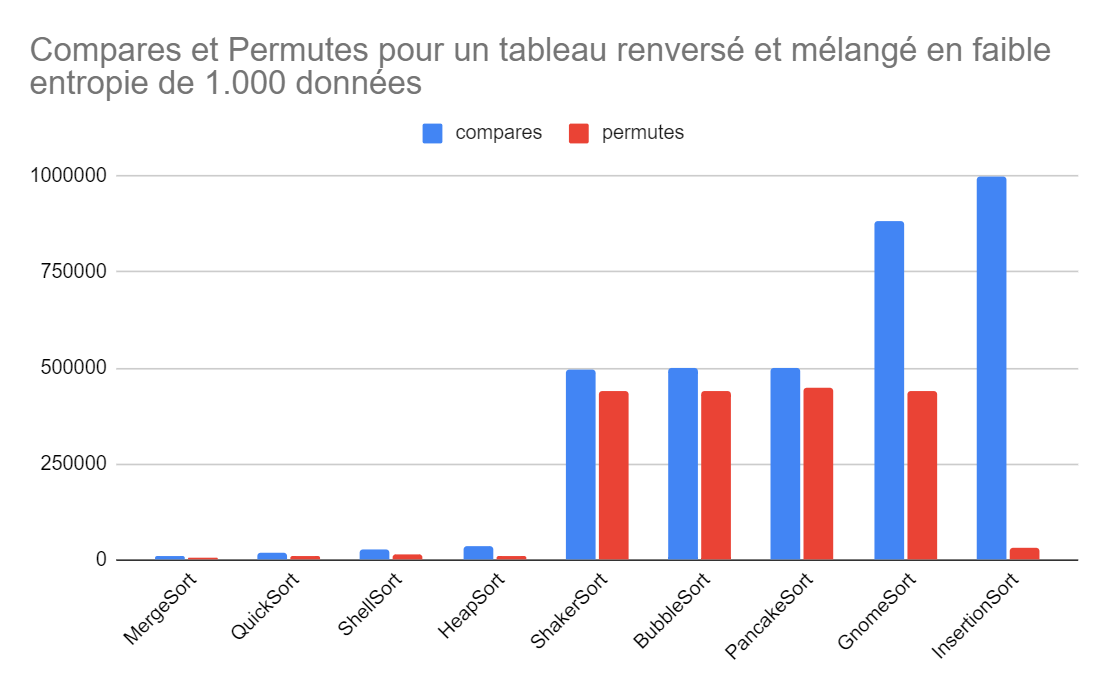 Compares et Permutes pour un tableau renversé et mélangé en faible
entropie de 1.000 données
compares
permutes
1000000
750000
500000
250000
0
MergeSort
QuickSort
ShellSort
HeapSort
ShakerSort
BubbleSort
PancakeSort
GnomeSort
InsertionSort